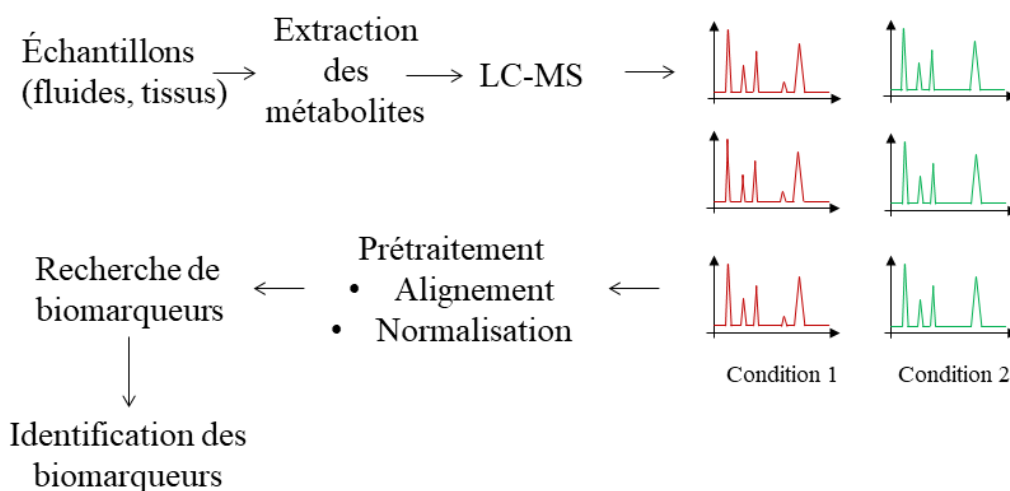 Échantillons
(fluides, tissus)
Extraction
des
métabolites
LC-MS
Condition 1
Condition 2
Prétraitement
• Alignement
• Normalisation
Recherche de
biomarqueurs
Identification des
biomarqueurs